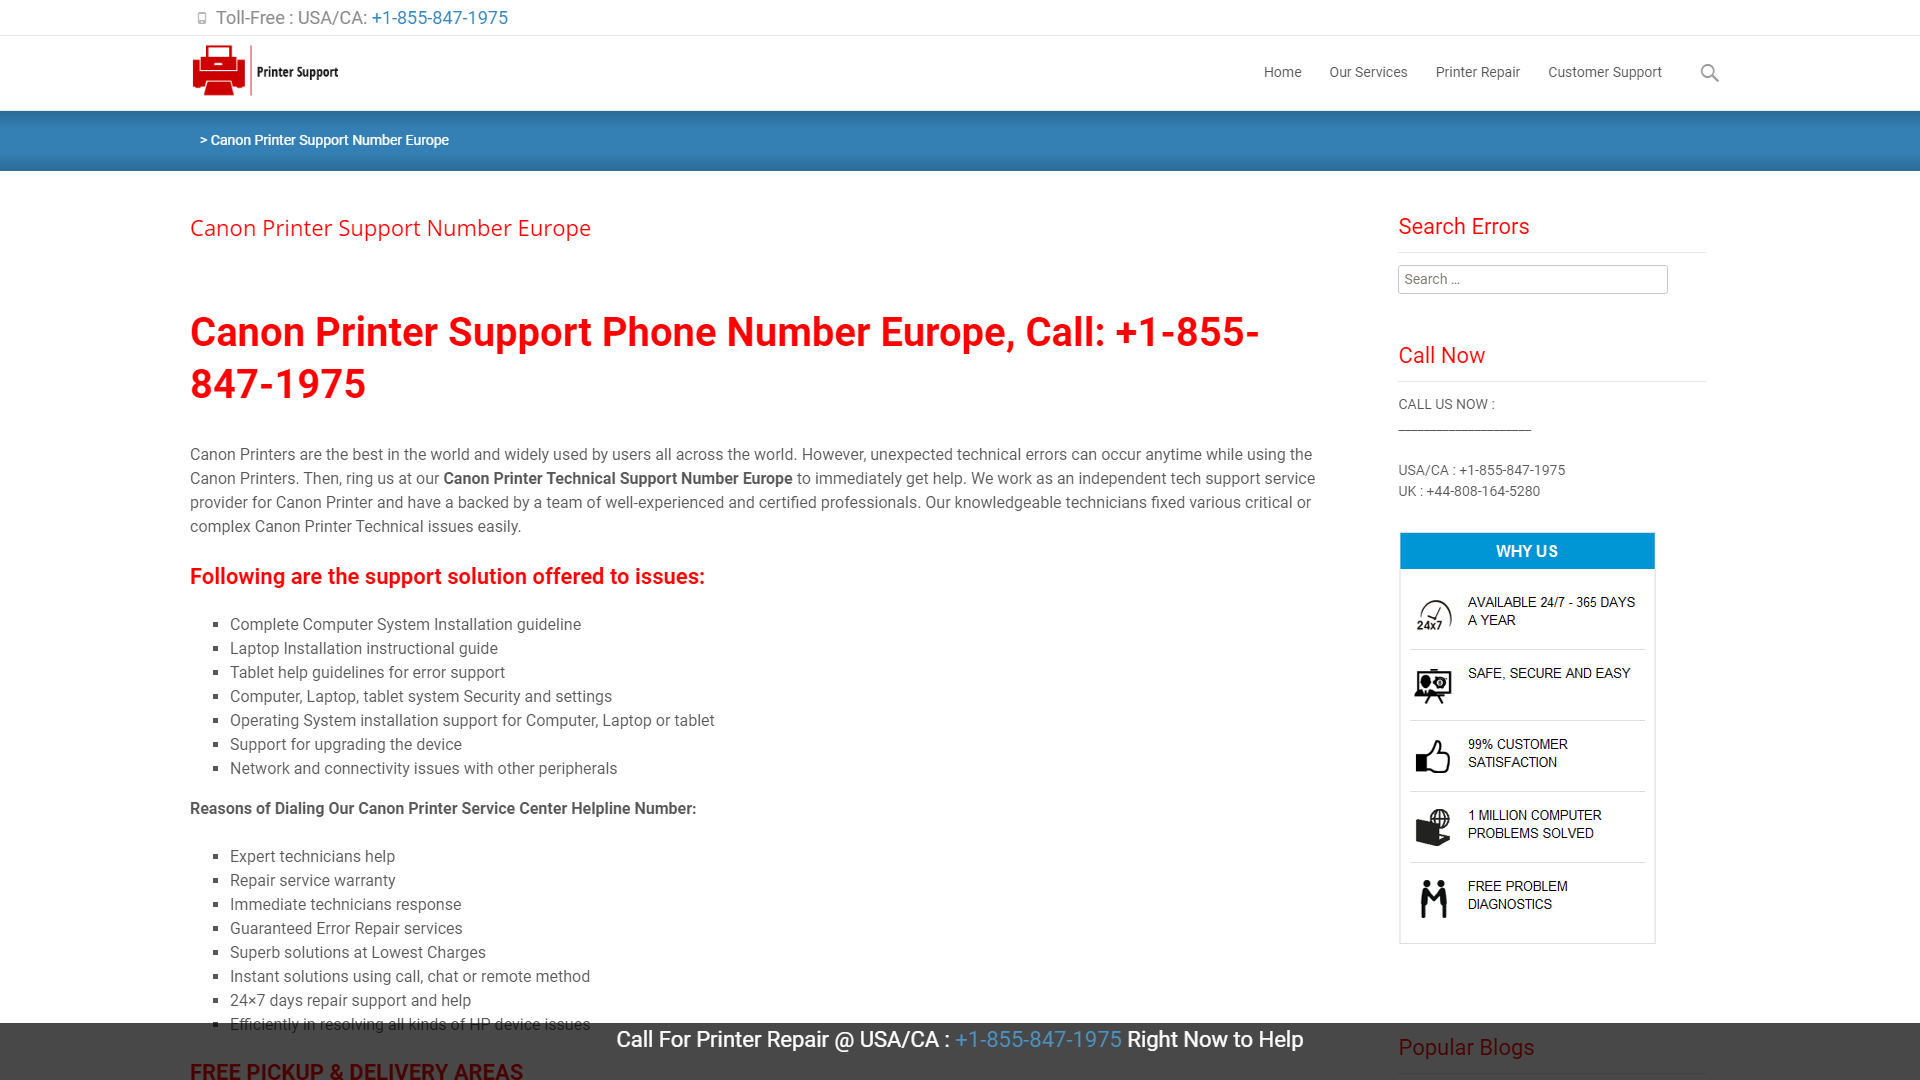 Toll-Free : USA/CA: +1-855-847-1975
Printer Support
Home
Our Services
Printer Repair
Customer Support
> Canon Printer Support Number Europe
Canon Printer Support Number Europe
Canon Printer Support Phone Number Europe, Call: +1-855-
847-1975
Canon Printers are the best in the world and widely used by users all across the world. However, unexpected technical errors can occur anytime while using the
Canon Printers. Then, ring us at our Canon Printer Technical Support Number Europe to immediately get help. We work as an independent tech support service
provider for Canon Printer and have a backed by a team of well-experienced and certified professionals. Our knowledgeable technicians fixed various critical or
complex Canon Printer Technical issues easily.
Following are the support solution offered to issues:
Complete Computer System Installation guideline
Laptop Installation instructional guide
Tablet help guidelines for error support
Computer, Laptop, tablet system Security and settings
Operating System installation support for Computer, Laptop or tablet
Support for upgrading the device
Network and connectivity issues with other peripherals
Reasons of Dialing Our Canon Printer Service Center Helpline Number:
Expert technicians help
Repair service warranty
Immediate technicians response
Guaranteed Error Repair services
Superb solutions at Lowest Charges
Instant solutions using call, chat or remote method
24×7 days repair support and help
Efficiently in resolving all kinds of HP device issues
FREE PICKUP & DELIVERY AREAS
Search Errors
Search …
Call Now
CALL US NOW :
___________________
USA/CA : +1-855-847-1975
UK : +44-808-164-5280
WHY US
24x7
AVAILABLE 24/7 - 365 DAYS
A YEAR
SAFE, SECURE AND EASY
99% CUSTOMER
SATISFACTION
1 MILLION COMPUTER
PROBLEMS SOLVED
FREE PROBLEM
DIAGNOSTICS
Popular Blogs
Call For Printer Repair @ USA/CA : +1-855-847-1975 Right Now to Help